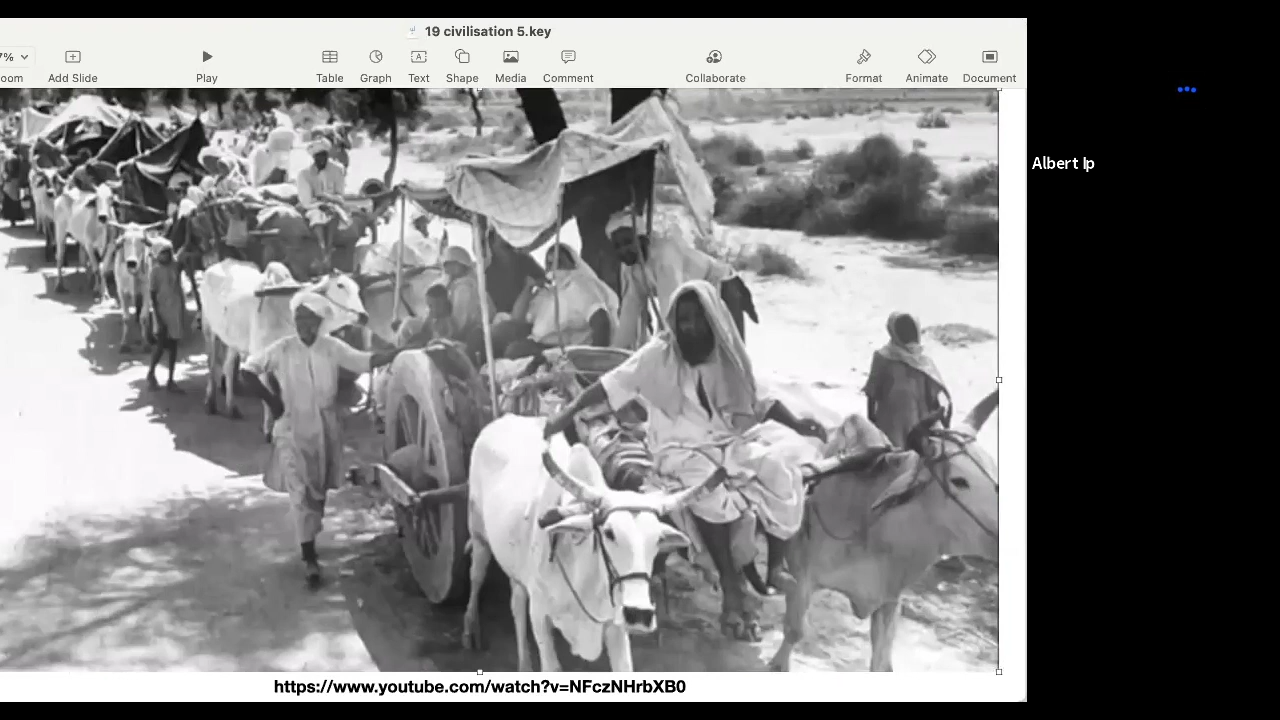 19 civilisation 5.key
7%
oom
Add Slide
Play
Table
Graph
Text
Shape
Media
Comment
Collaborate
Format
Animate
Document
Albert Ip
https://www.youtube.com/watch?v=NFczNHrbXB0